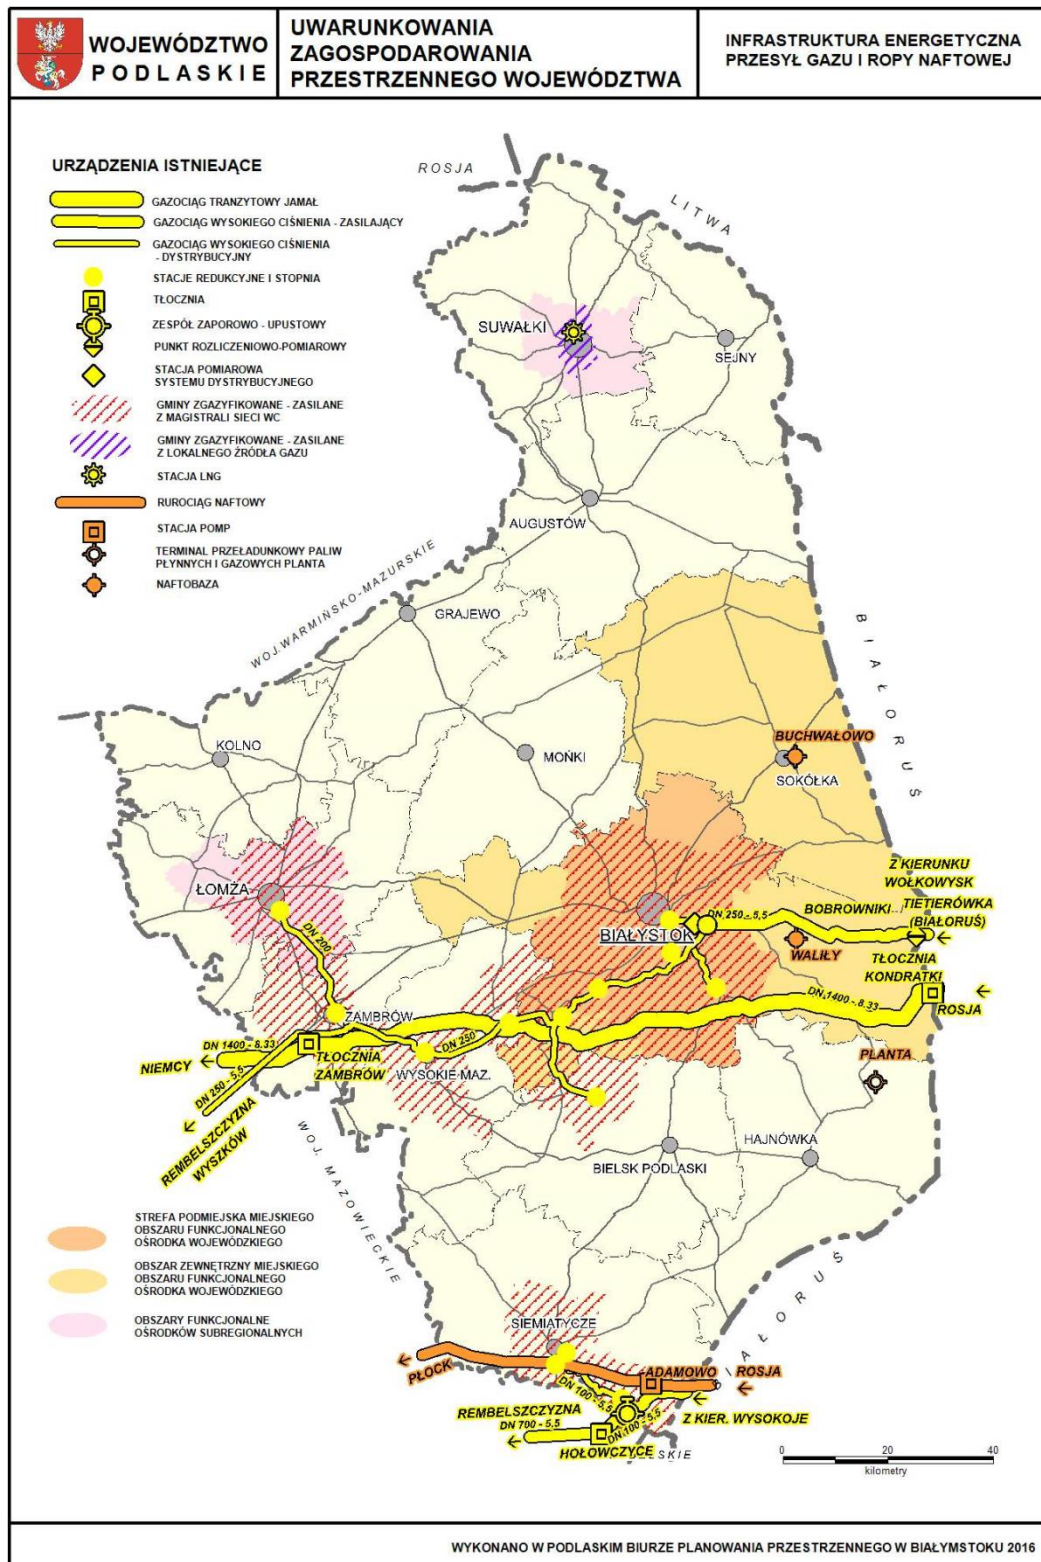 WOJEWÓDZTWO
PODLASKIE
UWARUNKOWANIA
ZAGOSPODAROWANIA
PRZESTRZENNEGO WOJEWÓDZTWA
INFRASTRUKTURA ENERGETYCZNA
PRZESYŁ GAZU I ROPY NAFTOWEJ
URZĄDZENIA ISTNIEJĄCE
GAZOCIĄG TRANZYTOWY JAMAŁ
GAZOCIĄG WYSOKIEGO CIŚNIENIA - ZASILAJĄCY
GAZOCIĄG WYSOKIEGO CIŚNIENIA
- DYSTRYBUCYJNY
STACJE REDUKCYJNE I STOPNIA
TŁOCZNIA
ZESPÓŁ ZAPOROWO - UPUSTOWY
PUNKT ROZLICZENIOWO-POMIAROWY
STACJA POMIAROWA
SYSTEMU DYSTRYBUCYJNEGO
GMINY ZGAZYFIKOWANE - ZASILANE
Z MAGISTRALI SIECI WC
GMINY ZGAZYFIKOWANE - ZASILANE
Z LOKALNEGO ŹRÓDŁA GAZU
STACJA LNG
RUROCIĄG NAFTOWY
STACJA POMP
TERMINAL PRZEŁADUNKOWY PALIW
PŁYNNYCH I GAZOWYCH PLANTA
NAFTOBAZA
ROSJA
LITWA
SUWAŁKI
SEJNY
AUGUSTÓW
WOJ.WARMIŃSKO-MAZURSKIE
GRAJEWO
BIAŁORUŚ
KOLNO
MOŃKI
BUCHWAŁOWO
SOKÓŁKA
ŁOMŻA
Z KIERUNKU
WOŁKOWYSK
DN 200
BIAŁYSTOK
DN 250 - 5,5
BOBROWNIKI
TIETIERÓWKA
(BIAŁORUŚ)
WALIŁY
TŁOCZNIA
KONDRATKI
DN 1400 - 8.33
ROSJA
ZAMBRÓW
DN 1400 - 8.33
NIEMCY
TŁOCZNIA
ZAMBRÓW
DN 250
WYSOKIE MAZ.
PLANTA
DN 250 - 5,5
REMBELSZCZYZNA
WYSZKÓW
WOJ. MAZOWIECKIE
BIELSK PODLASKI
HAJNÓWKA
STREFA PODMIEJSKA MIEJSKIEGO
OBSZARU FUNKCJONALNEGO
OŚRODKA WOJEWÓDZKIEGO
OBSZAR ZEWNĘTRZNY MIEJSKIEGO
OBSZARU FUNKCJONALNEGO
OŚRODKA WOJEWÓDZKIEGO
OBSZARY FUNKCJONALNE
OŚRODKÓW SUBREGIONALNYCH
BIAŁORUŚ
SIEMIATYCZE
PŁOCK
ADAMOWO
ROSJA
DN 100 - 5,5
REMBELSZCZYZNA
DN 700 - 5,5
DN 100 - 5,5
Z KIER. WYSOKOJE
HOŁOWCZYCE
0 20 40
kilometry
WYKONANO W PODLASKIM BIURZE PLANOWANIA PRZESTRZENNEGO W BIAŁYMSTOKU 2016